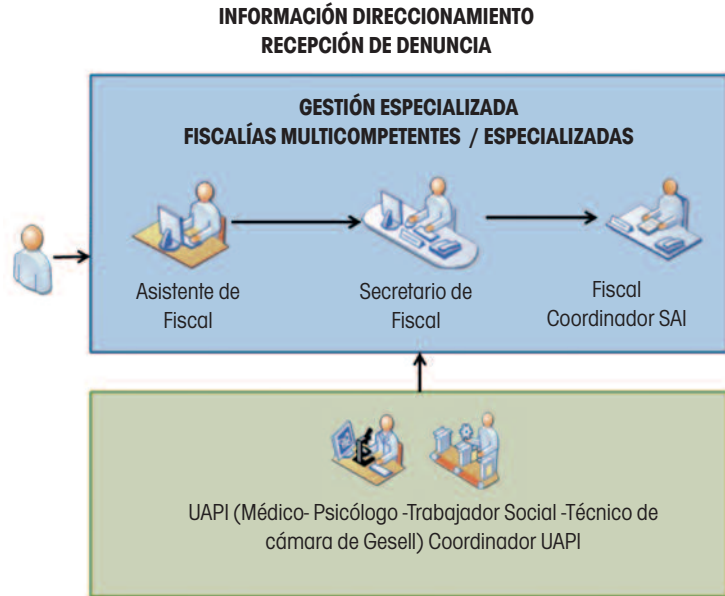 INFORMACIÓN DIRECCIONAMIENTO
RECEPCIÓN DE DENUNCIA
GESTIÓN ESPECIALIZADA
FISCALÍAS MULTICOMPETENTES / ESPECIALIZADAS
Asistente de
Fiscal
Secretario de
Fiscal
Fiscal
Coordinador SAI
UAPI (Médico- Psicólogo -Trabajador Social -Técnico de
cámara de Gesell) Coordinador UAPI